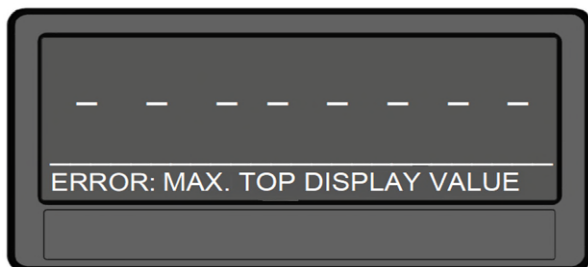 - - - - - - - -
ERROR: MAX. TOP DISPLAY VALUE